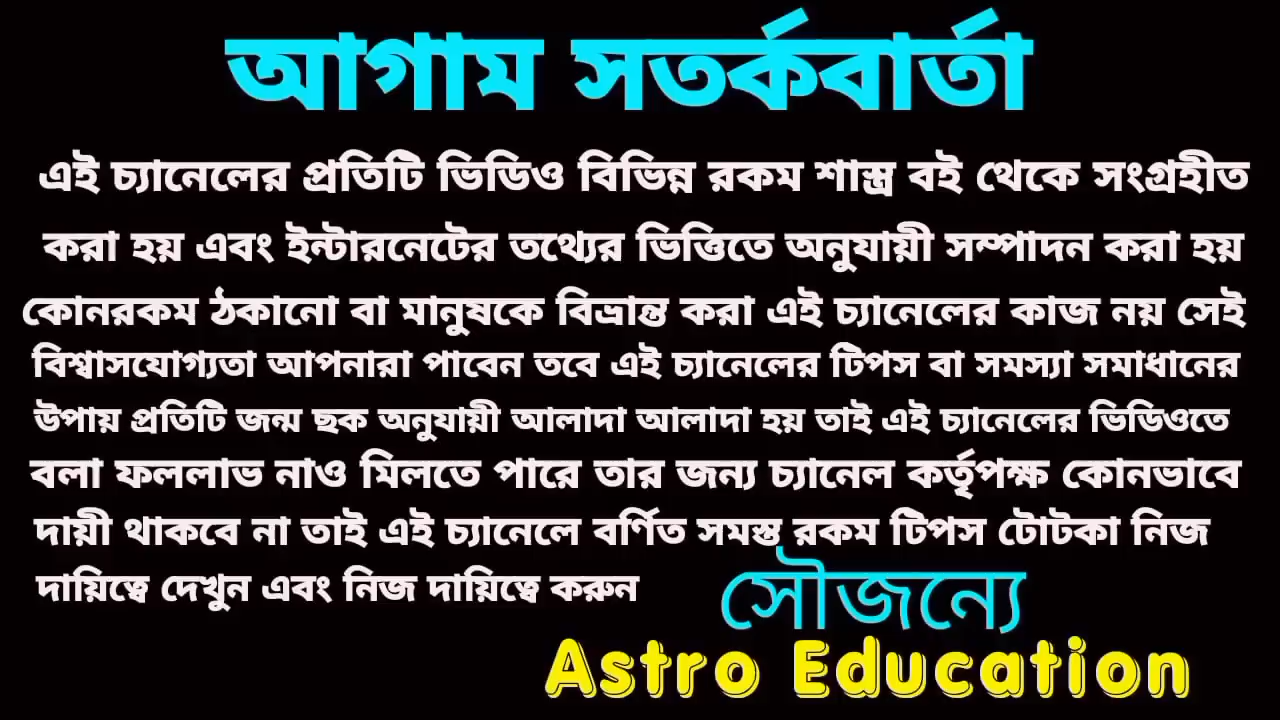 আগাম সতর্কবার্তা
এই চ্যানেলের প্রতিটি ভিডিও বিভিন্ন রকম শাস্ত্র বই থেকে সংগ্রহীত
করা হয় এবং ইন্টারনেটের তথ্যের ভিত্তিতে অনুযায়ী সম্পাদন করা হয়
কোনরকম ঠকানো বা মানুষকে বিভ্রান্ত করা এই চ্যানেলের কাজ নয় সেই
বিশ্বাসযোগ্যতা আপনারা পাবেন তবে এই চ্যানেলের টিপস বা সমস্যা সমাধানের
উপায় প্রতিটি জন্ম ছক অনুযায়ী আলাদা আলাদা হয় তাই এই চ্যানেলের ভিডিওতে
বলা ফললাভ নাও মিলতে পারে তার জন্য চ্যানেল কর্তৃপক্ষ কোনভাবে
দায়ী থাকবে না তাই এই চ্যানেলে বর্ণিত সমস্ত রকম টিপস টোটকা নিজ
দায়িত্বে দেখুন এবং নিজ দায়িত্বে করুন
সৌজন্যে
Astro Education